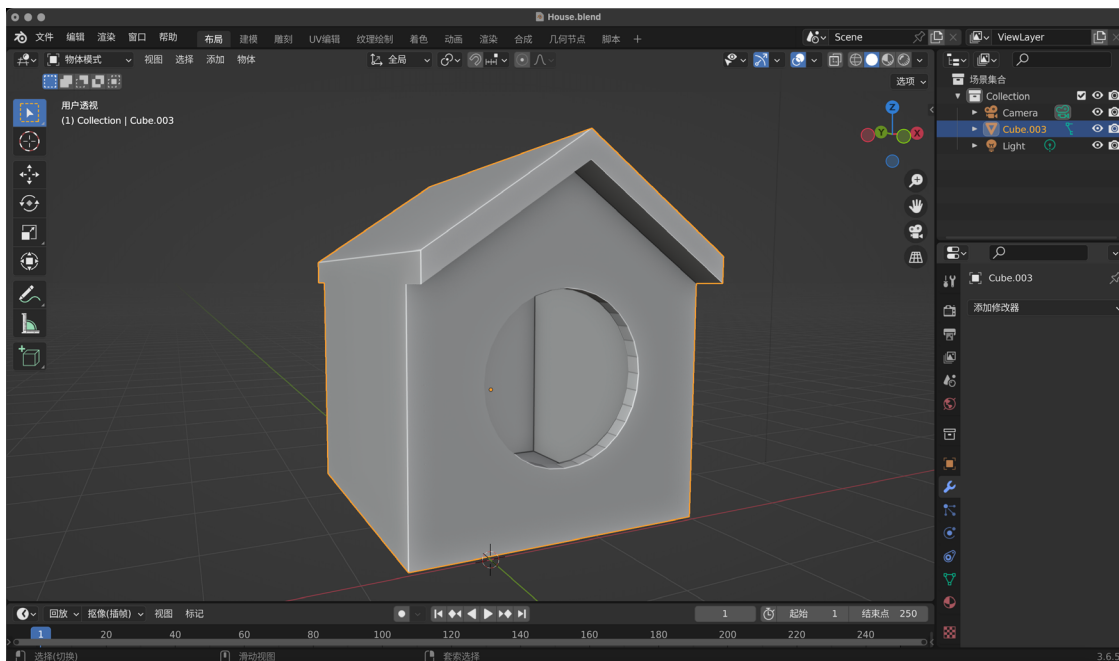 House.blend
文件 编辑 渲染 窗口 帮助 布局 建模 雕刻 UV编辑 纹理绘制 着色 动画 渲染 合成 几何节点 脚本 + Scene ViewLayer
物体模式 视图 选择 添加 物体 全局
选项
用户透视
(1) Collection | Cube.003
Z
Y
X
场景集合
Collection
Camera
Cube.003
Light
Cube.003
添加修改器
回放 抠像(插帧) 视图 标记 1 起始 1 结束点 250
1 20 40 60 80 100 120 140 160 180 200 220 240
选择(切换) 滑动视图 套索选择